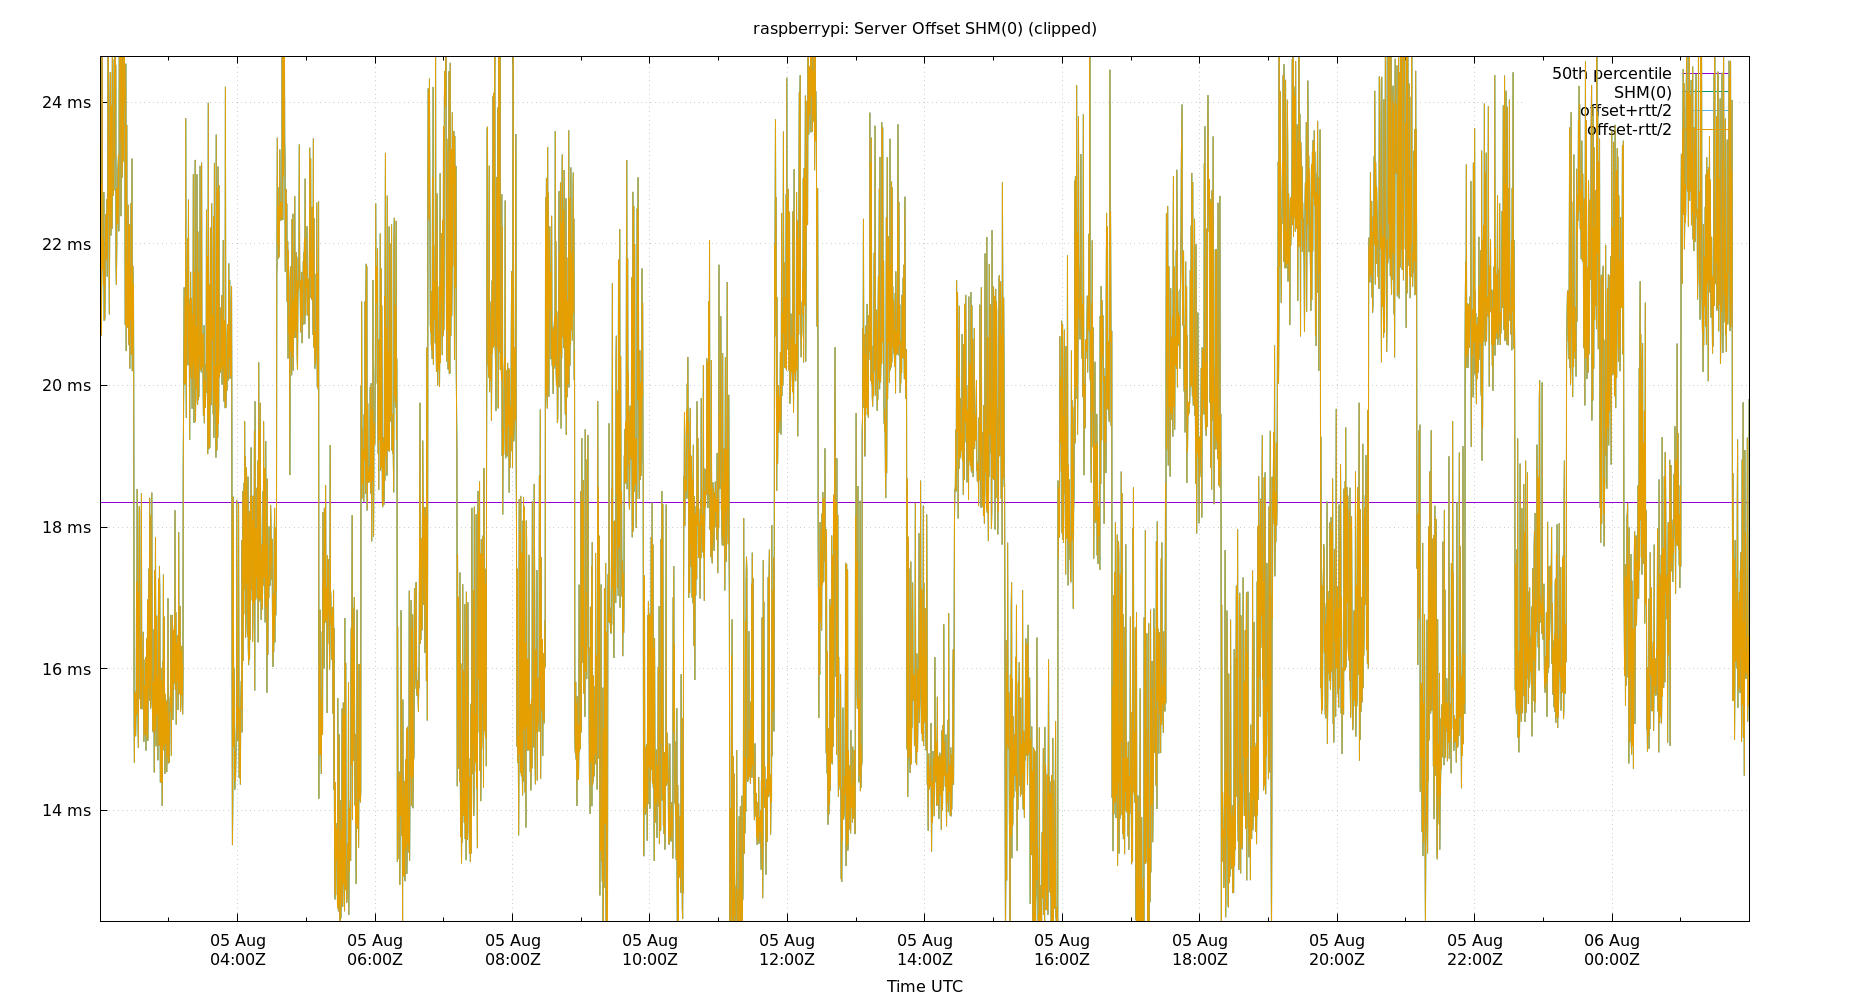 raspberrypi: Server Offset SHM(0) (clipped)
50th percentile
SHM(0)
offset+rtt/2
offset-rtt/2
24 ms
22 ms
20 ms
18 ms
16 ms
14 ms
05 Aug 05 Aug 05 Aug 05 Aug 05 Aug 05 Aug 05 Aug 05 Aug 05 Aug 05 Aug 06 Aug
04:00Z 06:00Z 08:00Z 10:00Z 12:00Z 14:00Z 16:00Z 18:00Z 20:00Z 22:00Z 00:00Z
Time UTC